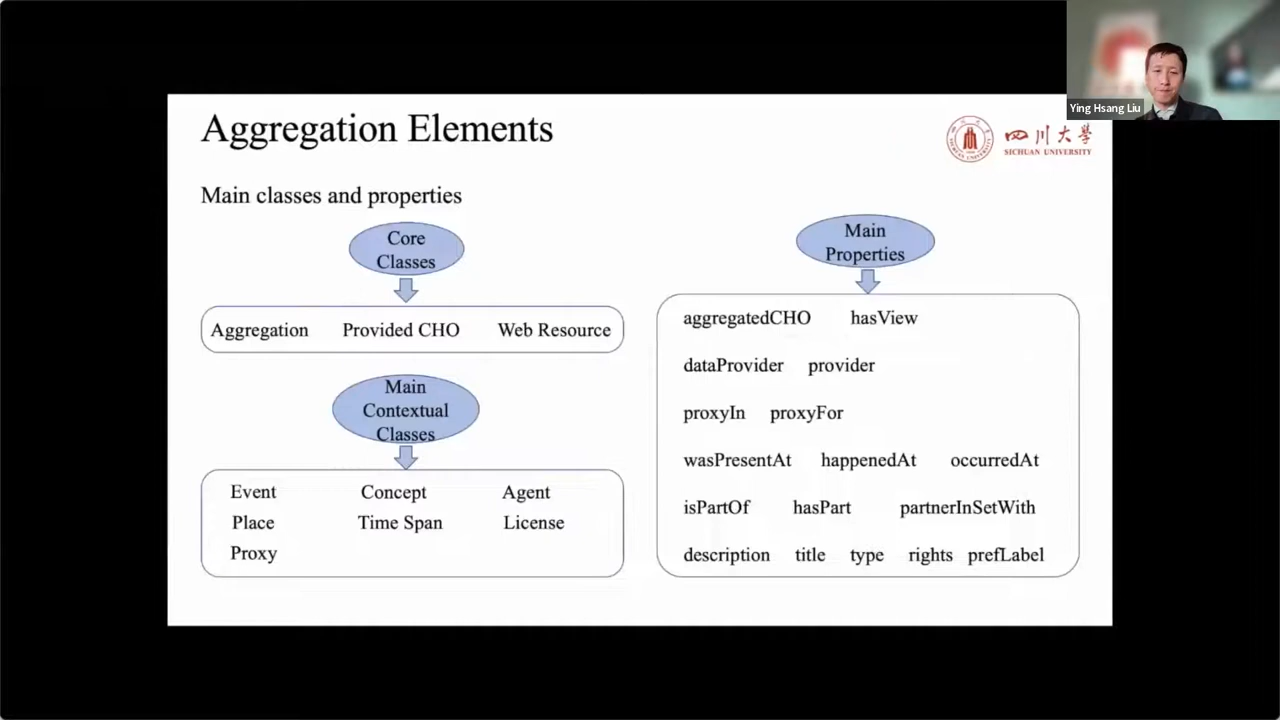 Ying Hsang Liu
Aggregation Elements
四川大學
SICHUAN UNIVERSITY
Main classes and properties
Core
Classes
Aggregation Provided CHO Web Resource
Main
Contextual
Classes
Event Concept Agent
Place Time Span License
Proxy
Main
Properties
aggregatedCHO hasView
dataProvider provider
proxyIn proxyFor
wasPresentAt happenedAt occurredAt
isPartOf hasPart partnerInSetWith
description title type rights prefLabel